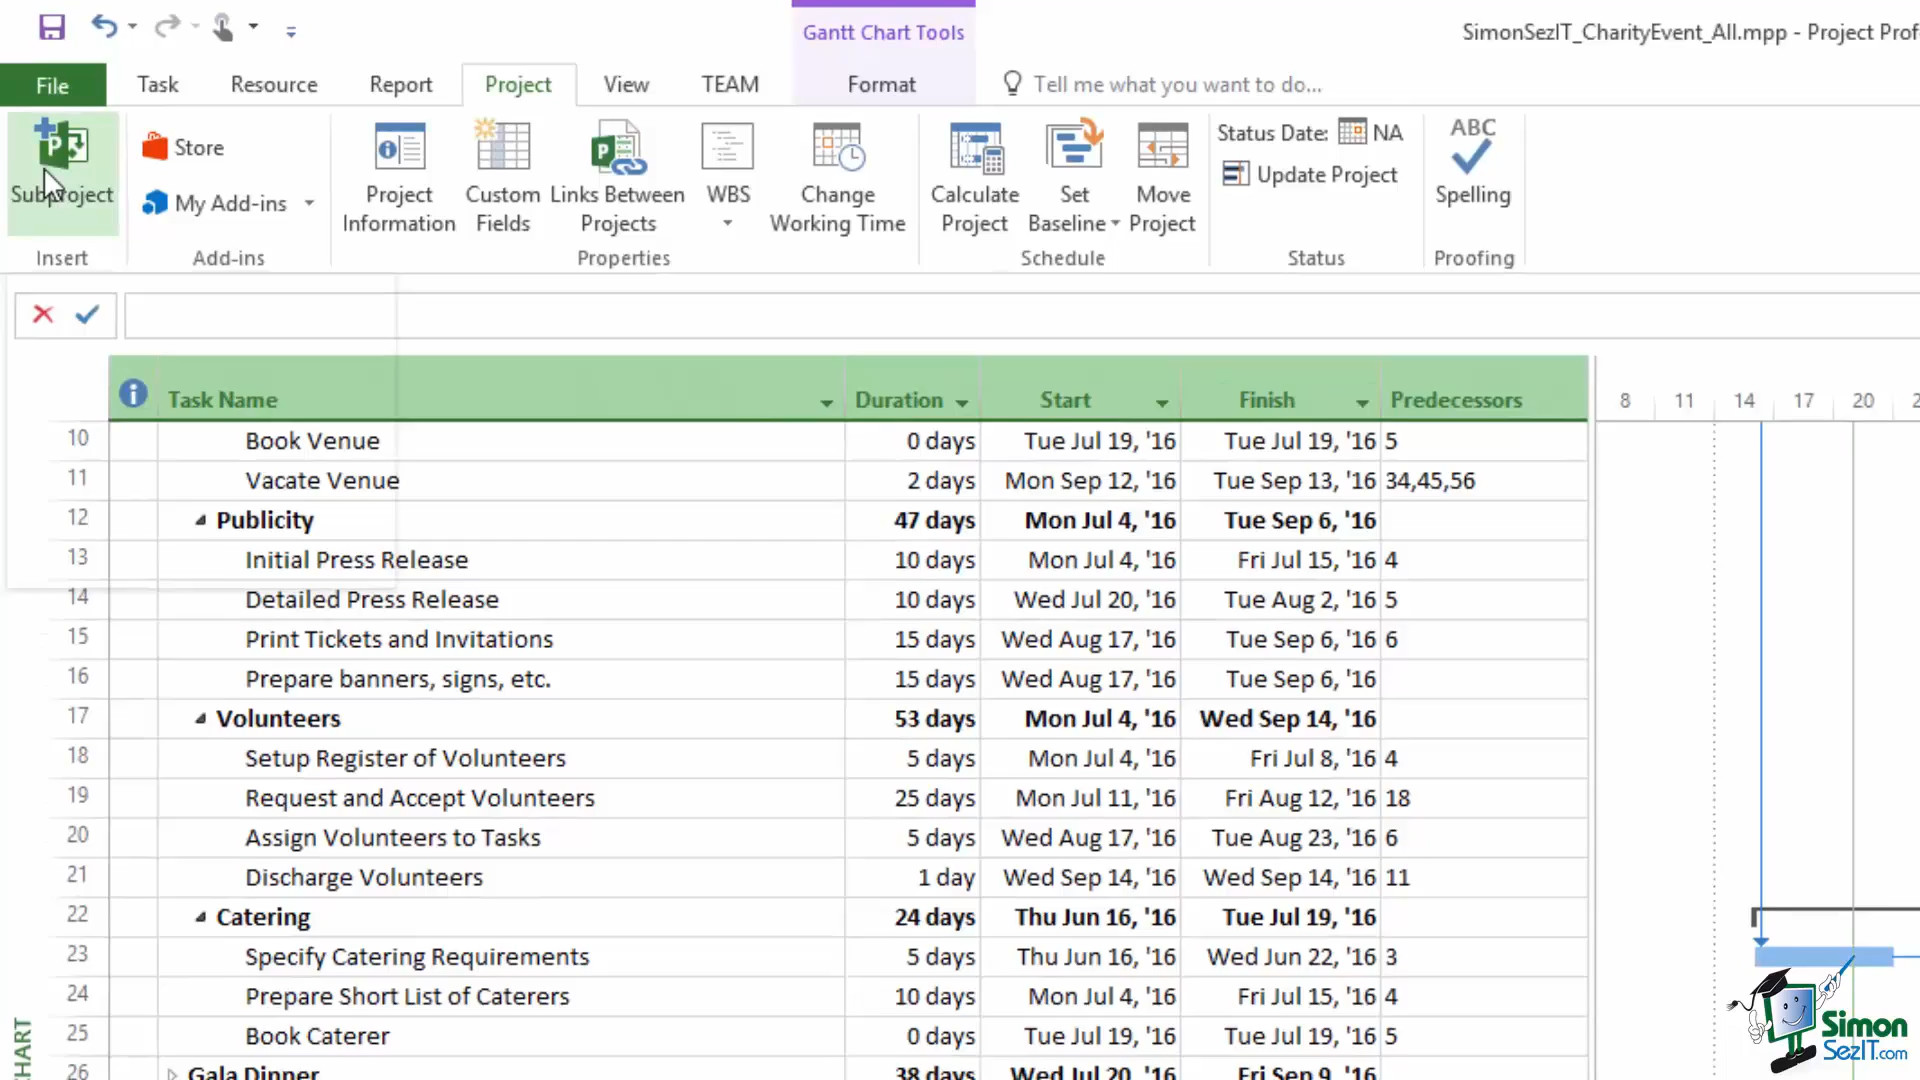 Gantt Chart Tools
SimonSezIT_CharityEvent_All.mpp - Project Prof
File Task Resource Report Project View TEAM Format Tell me what you want to do...
Subproject
Insert
Store
My Add-ins
Add-ins
Project Information
Custom Fields
Links Between Projects
WBS
Change Working Time
Properties
Calculate Project
Set Baseline
Move Project
Schedule
Status Date: NA
Update Project
Status
ABC
Spelling
Proofing
Task Name Duration Start Finish Predecessors 8 11 14 17 20 2
10 Book Venue 0 days Tue Jul 19, '16 Tue Jul 19, '16 5
11 Vacate Venue 2 days Mon Sep 12, '16 Tue Sep 13, '16 34,45,56
12 Publicity 47 days Mon Jul 4, '16 Tue Sep 6, '16
13 Initial Press Release 10 days Mon Jul 4, '16 Fri Jul 15, '16 4
14 Detailed Press Release 10 days Wed Jul 20, '16 Tue Aug 2, '16 5
15 Print Tickets and Invitations 15 days Wed Aug 17, '16 Tue Sep 6, '16 6
16 Prepare banners, signs, etc. 15 days Wed Aug 17, '16 Tue Sep 6, '16
17 Volunteers 53 days Mon Jul 4, '16 Wed Sep 14, '16
18 Setup Register of Volunteers 5 days Mon Jul 4, '16 Fri Jul 8, '16 4
19 Request and Accept Volunteers 25 days Mon Jul 11, '16 Fri Aug 12, '16 18
20 Assign Volunteers to Tasks 5 days Wed Aug 17, '16 Tue Aug 23, '16 6
21 Discharge Volunteers 1 day Wed Sep 14, '16 Wed Sep 14, '16 11
22 Catering 24 days Thu Jun 16, '16 Tue Jul 19, '16
23 Specify Catering Requirements 5 days Thu Jun 16, '16 Wed Jun 22, '16 3
24 Prepare Short List of Caterers 10 days Mon Jul 4, '16 Fri Jul 15, '16 4
25 Book Caterer 0 days Tue Jul 19, '16 Tue Jul 19, '16 5
26 Gala Dinner 38 days Wed Jul 20, '16 Fri Sep 9, '16
HART
Simon
SezIT.com